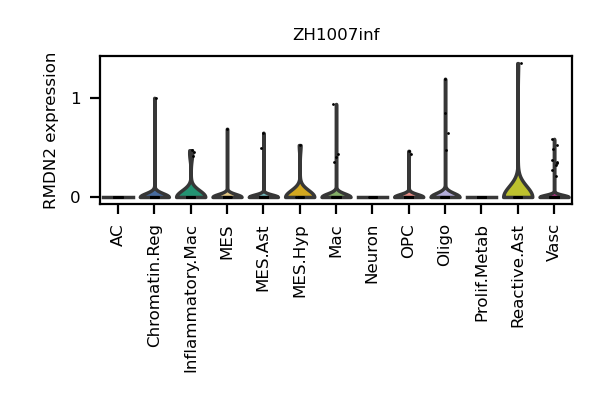 ZH1007inf
RMDN2 expression
1
0
AC
Chromatin.Reg
Inflammatory.Mac
MES
MES.Ast
MES.Hyp
Mac
Neuron
OPC
Oligo
Prolif.Metab
Reactive.Ast
Vasc